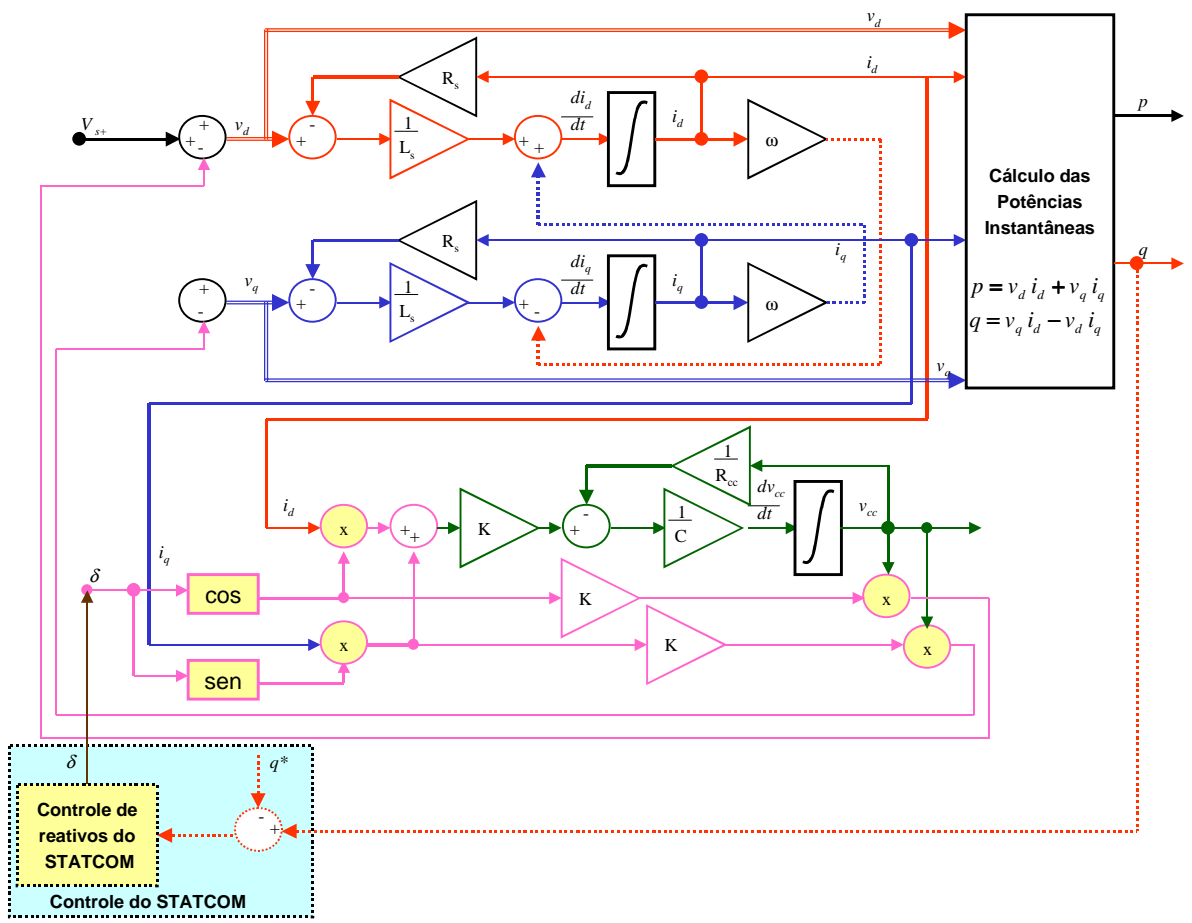 v_d
R_s
i_d
p
V_{s+}
+
+
-
v_d
-
+
1
L_s
+
+
di_d
dt
i_d
ω
Cálculo das
Potências
Instantâneas
p = v_d i_d + v_q i_q
q = v_q i_d − v_d i_q
q
R_s
i_q
+
-
v_q
-
+
1
L_s
+
-
di_q
dt
i_q
ω
v_q
1
R_cc
i_d
x
+
+
K
-
+
1
C
dv_cc
dt
v_cc
i_q
δ
cos
K
x
x
K
x
sen
δ
q*
-
+
Controle de
reativos do
STATCOM
Controle do STATCOM